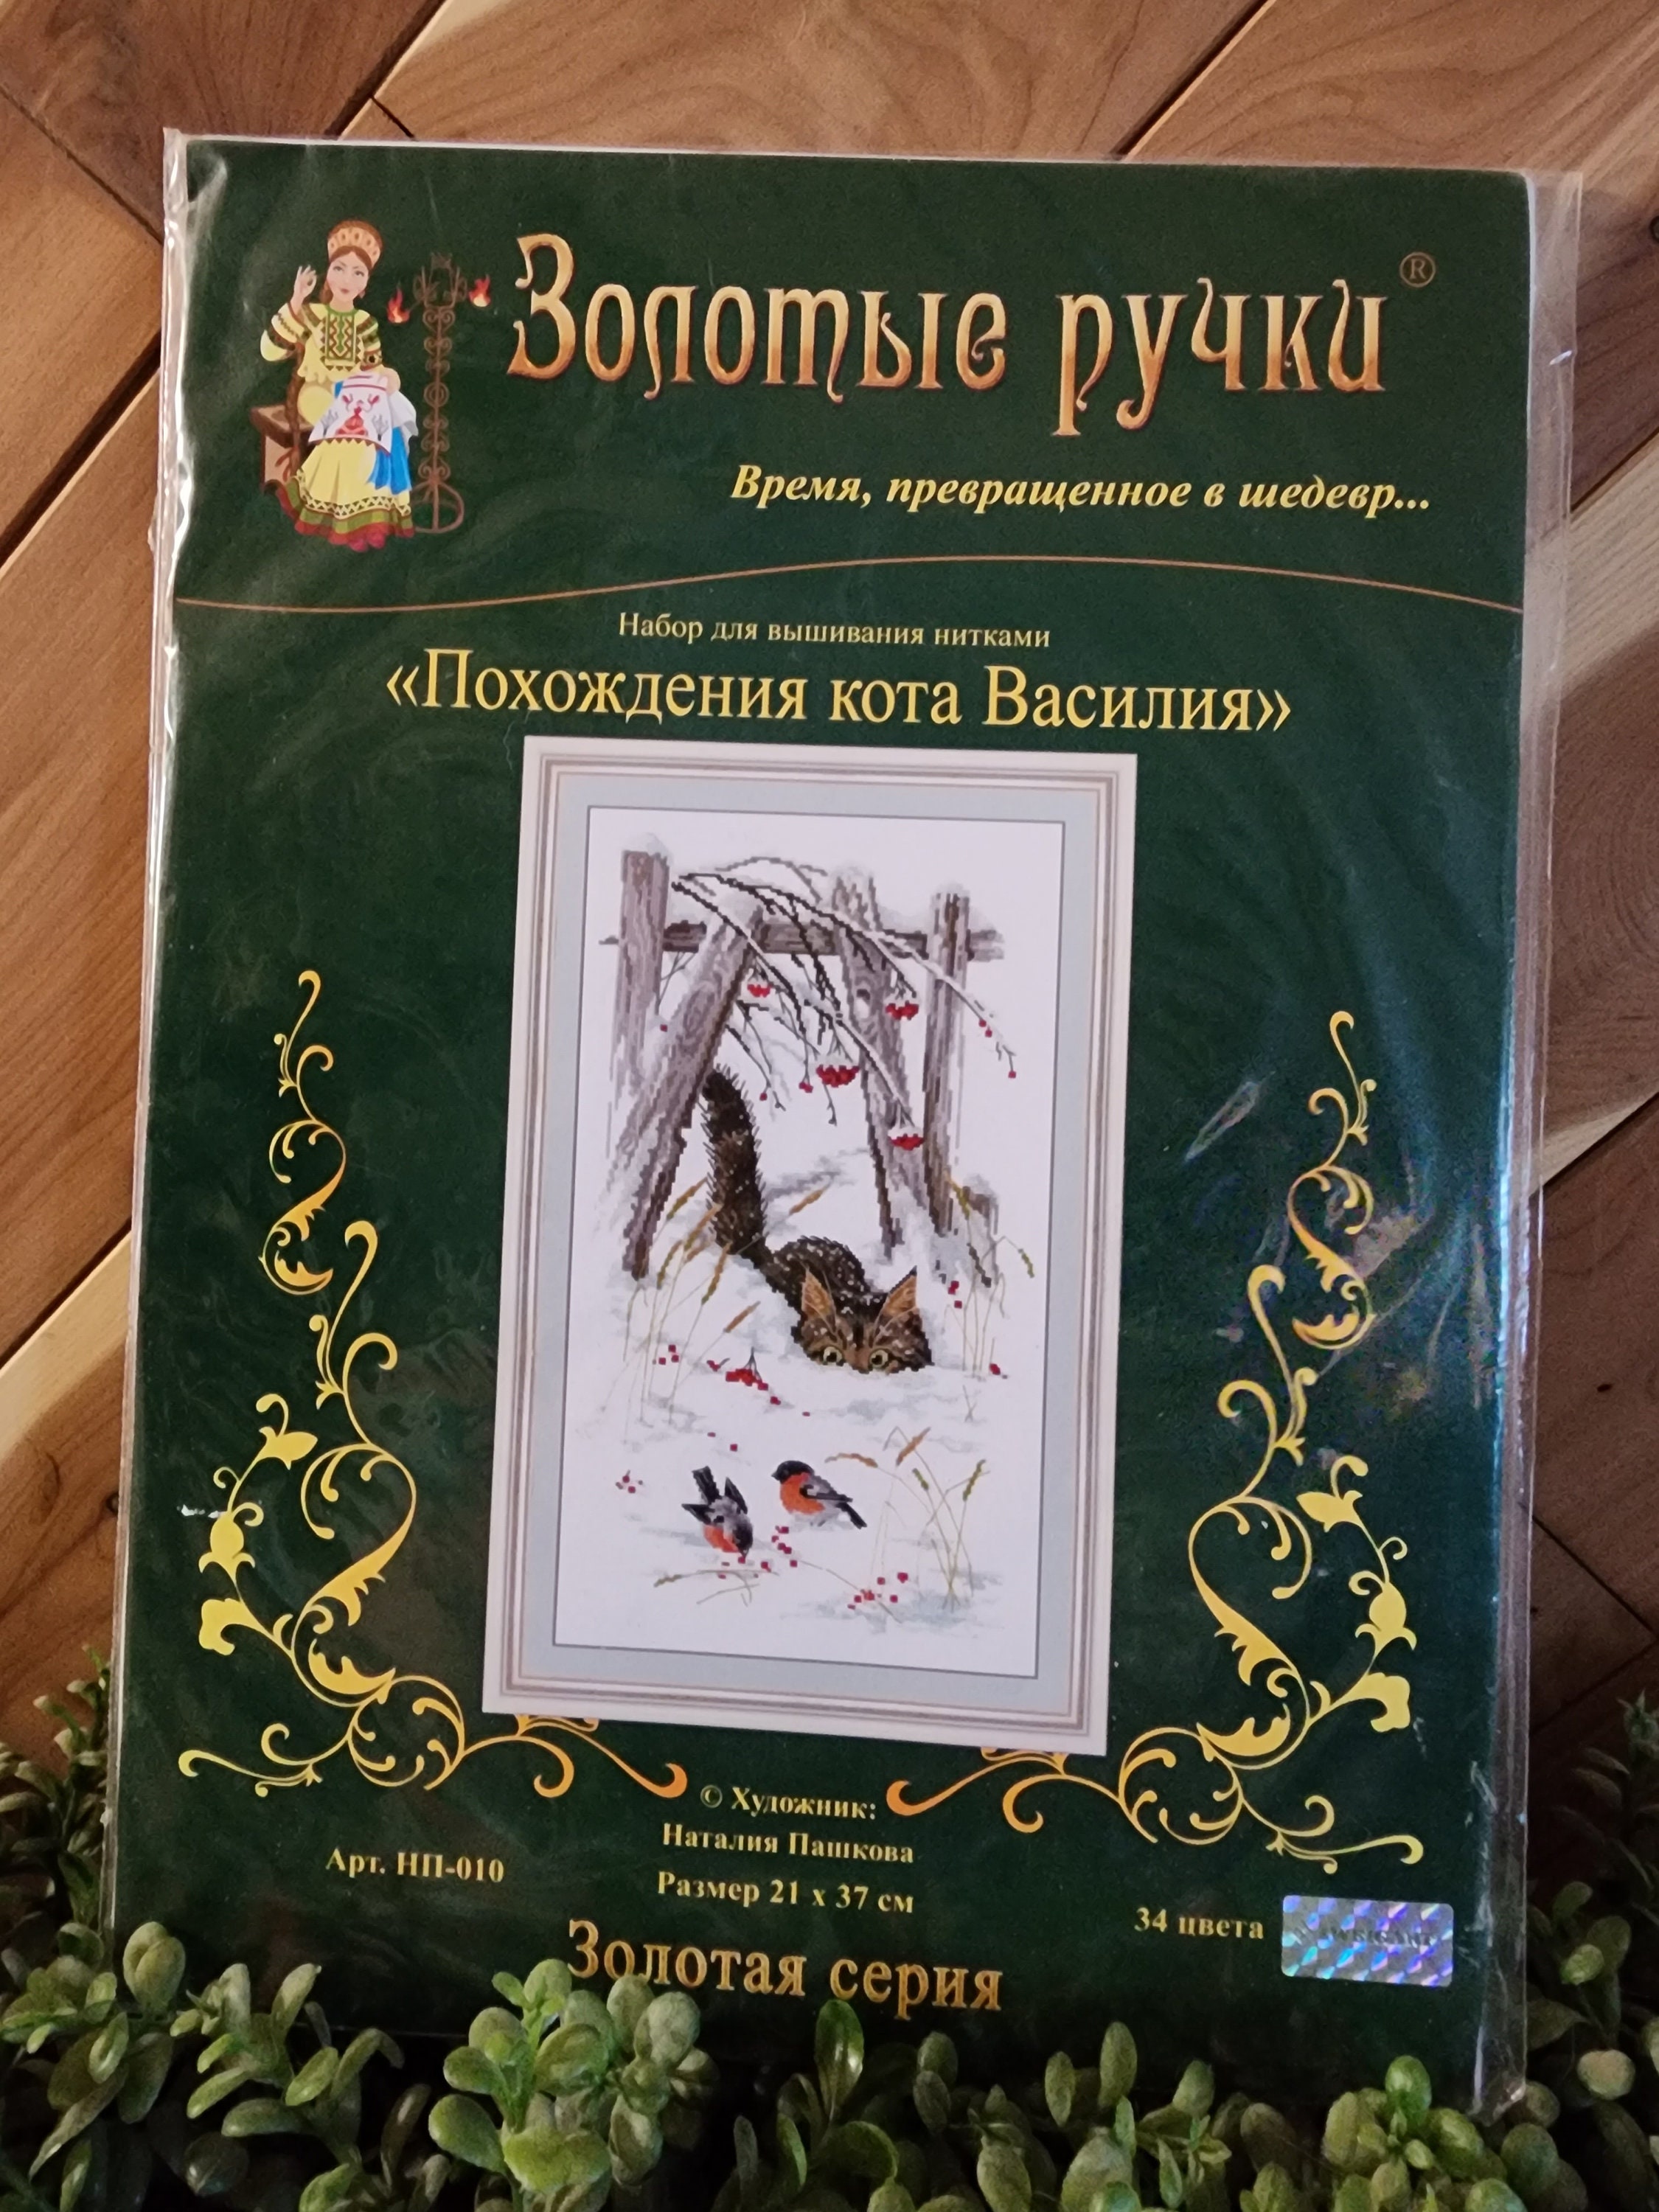 Золотые ручки ®
Время, превращенное в шедевр...
Набор для вышивания нитками
«Похождения кота Василия»
© Художник:
Наталия Пашкова
Арт. НП-010
Размер 21 х 37 см
34 цвета
Золотая серия